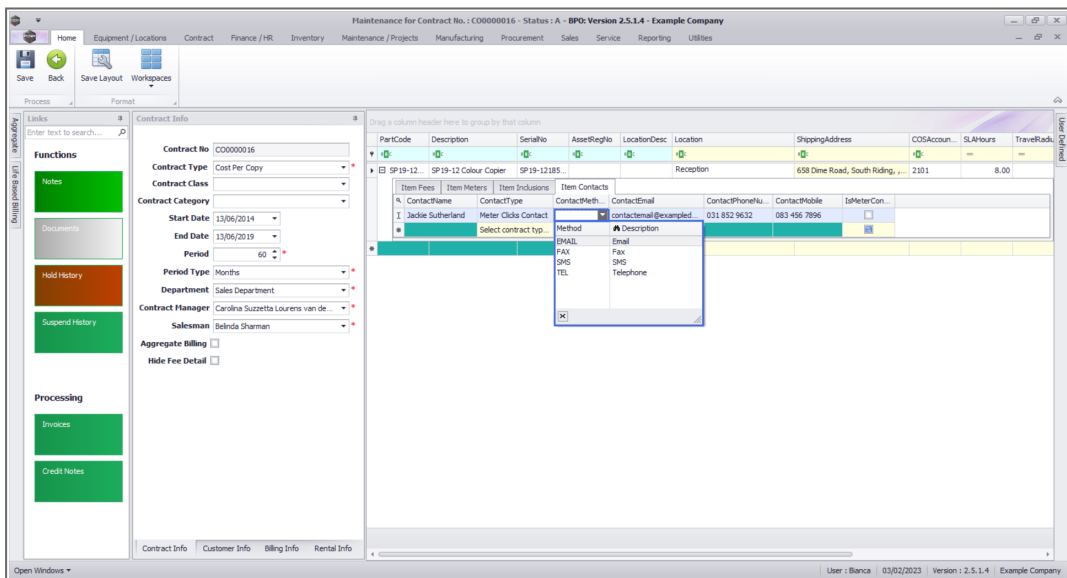 Maintenance for Contract No. : CO0000016 - Status : A - BPO: Version 2.5.1.4 - Example Company
Home Equipment / Locations Contract Finance / HR Inventory Maintenance / Projects Manufacturing Procurement Sales Service Reporting Utilities
Save Back Save Layout Workspaces
Process Format
Aggregate
Life Based Billing
Links
Enter text to search...
Functions
Notes
Documents
Hold History
Suspend History
Processing
Invoices
Credit Notes
Contract Info
Contract No CO0000016
Contract Type Cost Per Copy *
Contract Class
Contract Category
Start Date 13/06/2014
End Date 13/06/2019
Period 60 *
Period Type Months *
Department Sales Department *
Contract Manager Carolina Suzzetta Lourens van de... *
Salesman Belinda Sharman *
Aggregate Billing
Hide Fee Detail
Contract Info Customer Info Billing Info Rental Info
Drag a column header here to group by that column
PartCode Description SerialNo AssetRegNo LocationDesc Location ShippingAddress COSAccoun... SLAHours TravelRadiu
SP19-12... SP19-12 Colour Copier SP19-12185... Reception 658 Dime Road, South Riding, ,... 2101 8.00
Item Fees Item Meters Item Inclusions Item Contacts
ContactName ContactType ContactMeth... ContactEmail ContactPhoneNu... ContactMobile IsMeterCon...
Jackie Sutherland Meter Clicks Contact contactemail@exampled... 031 852 9632 083 456 7896
Select contract typ...
Method Description
EMAIL Email
FAX Fax
SMS SMS
TEL Telephone
User Defined
Open Windows
User : Bianca 03/02/2023 Version : 2.5.1.4 Example Company